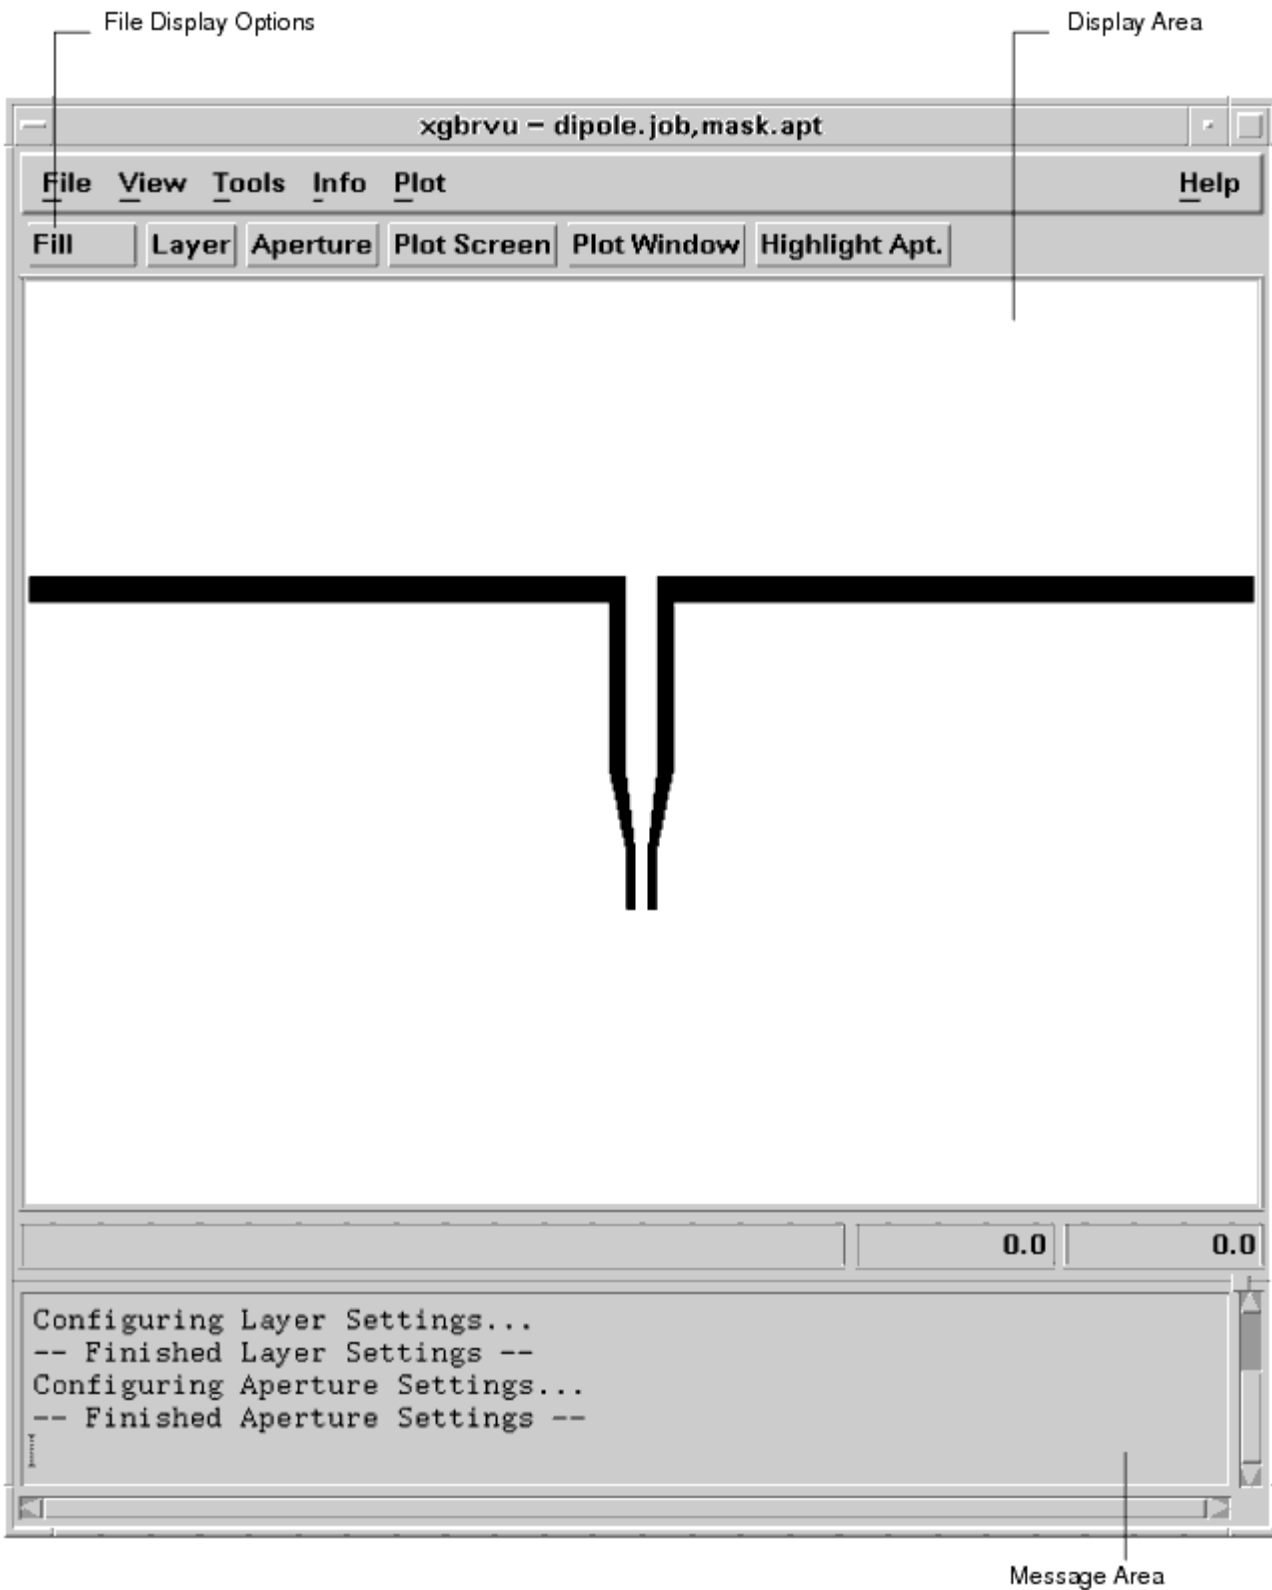 File Display Options
Display Area
xgbrvu – dipole.job,mask.apt
File View Tools Info Plot Help
Fill Layer Aperture Plot Screen Plot Window Highlight Apt.
0.0 0.0
Configuring Layer Settings...
-- Finished Layer Settings --
Configuring Aperture Settings...
-- Finished Aperture Settings --
Message Area